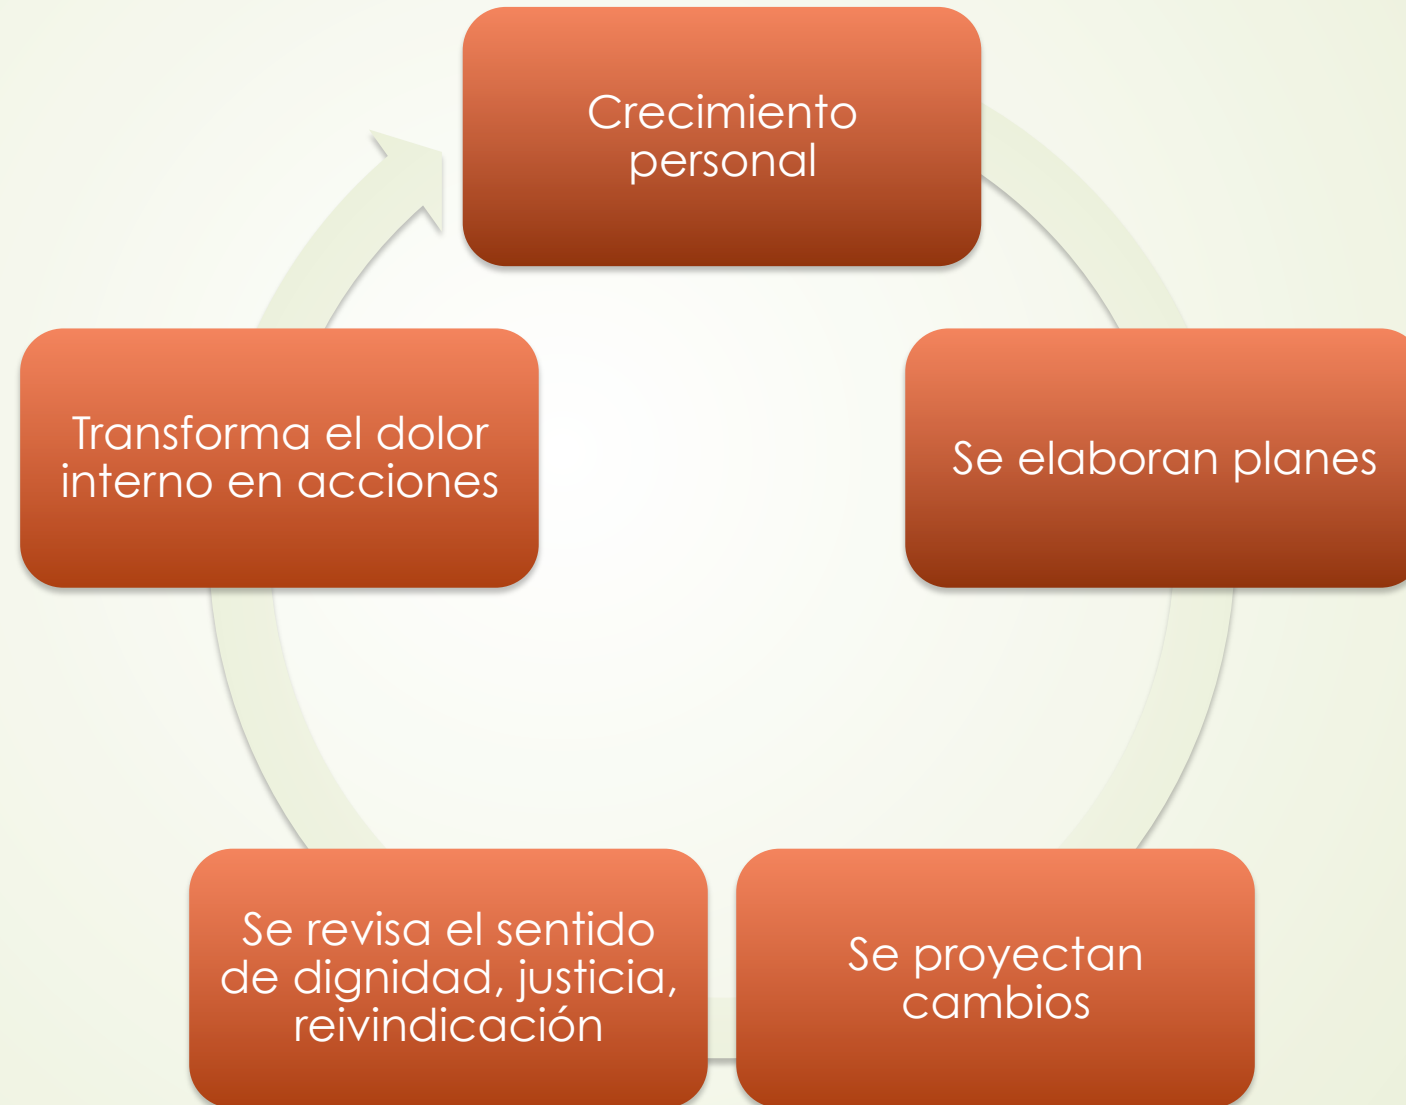 Crecimiento
personal
Se elaboran planes
Se proyectan
cambios
Se revisa el sentido
de dignidad, justicia,
reivindicación
Transforma el dolor
interno en acciones